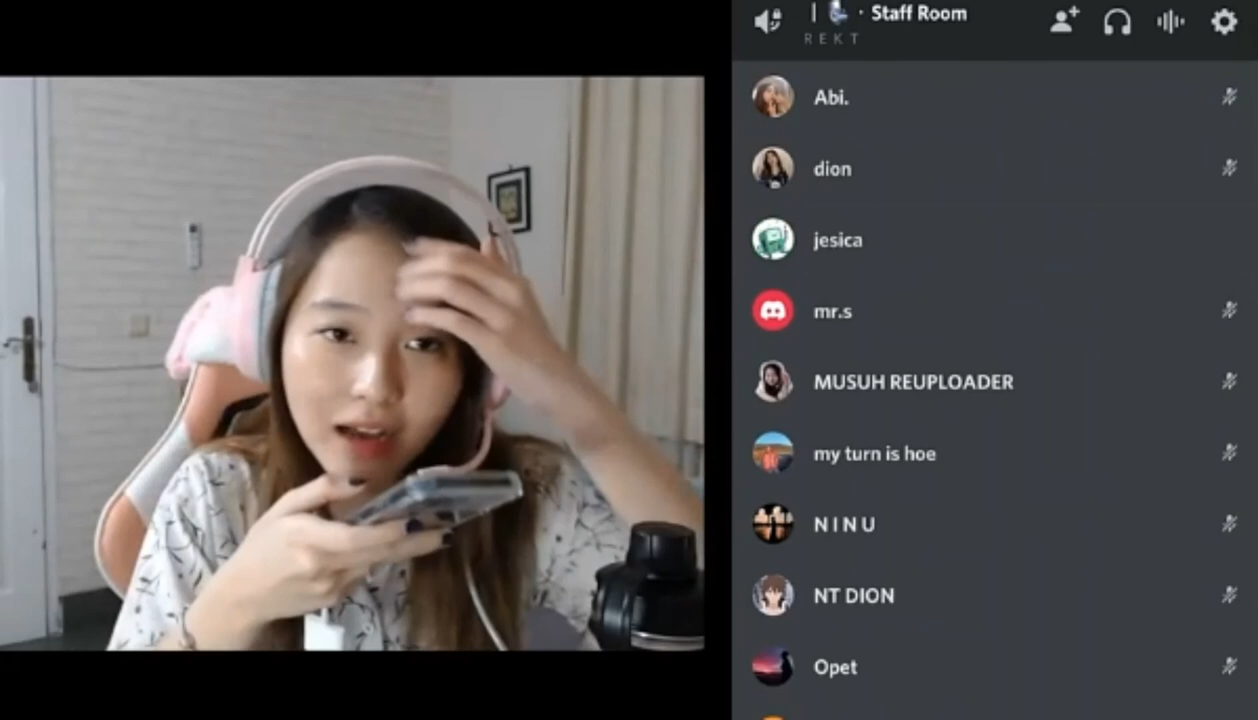 Staff Room
REKT
Abi.
dion
jesica
mr.s
MUSUH REUPLOADER
my turn is hoe
N I N U
NT DION
Opet